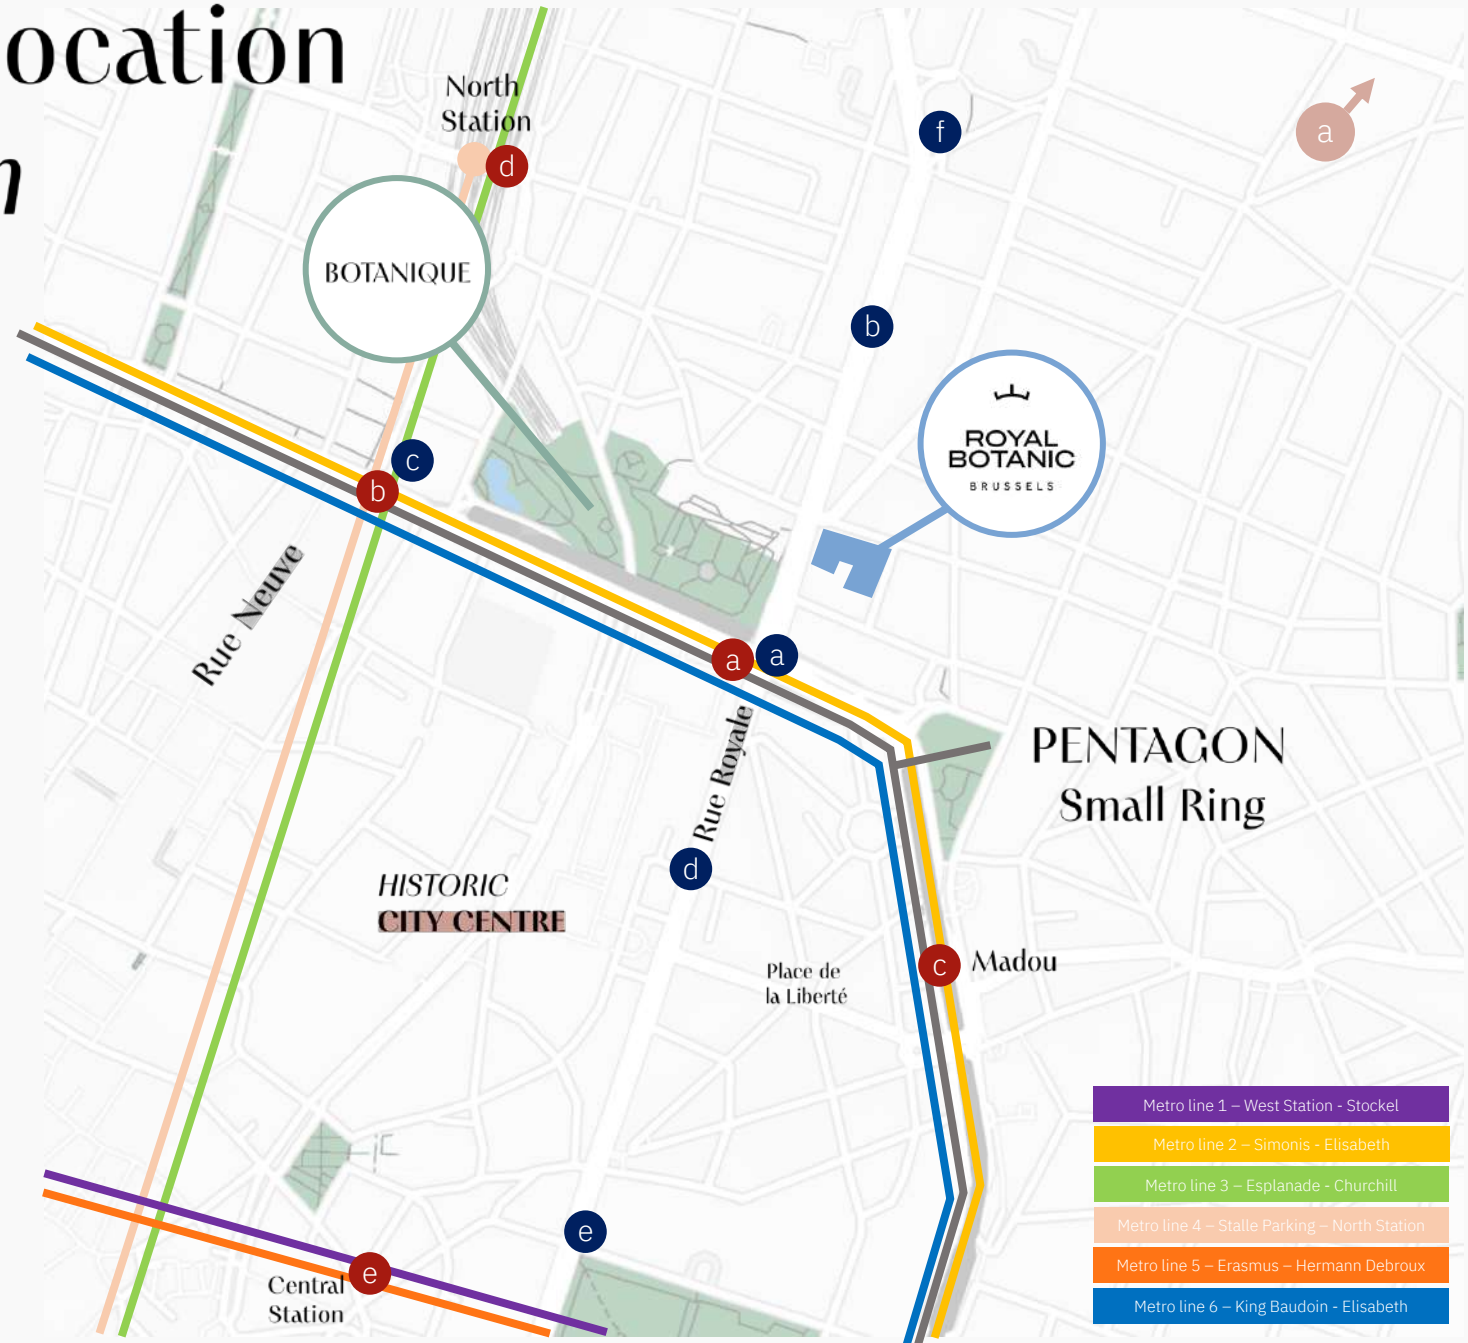 ocation
n
North
Station
d
f
a
BOTANIQUE
b
ROYAL
BOTANIC
BRUSSELS
c
b
Rue Neuve
a
a
Rue Royale
PENTAGON
Small Ring
d
HISTORIC
CITY CENTRE
c
Madou
Place de
la Liberté
e
e
Central
Station
Metro line 1 – West Station - Stockel
Metro line 2 – Simonis - Elisabeth
Metro line 3 – Esplanade - Churchill
Metro line 4 – Stalle Parking – North Station
Metro line 5 – Erasmus – Hermann Debroux
Metro line 6 – King Baudoin - Elisabeth